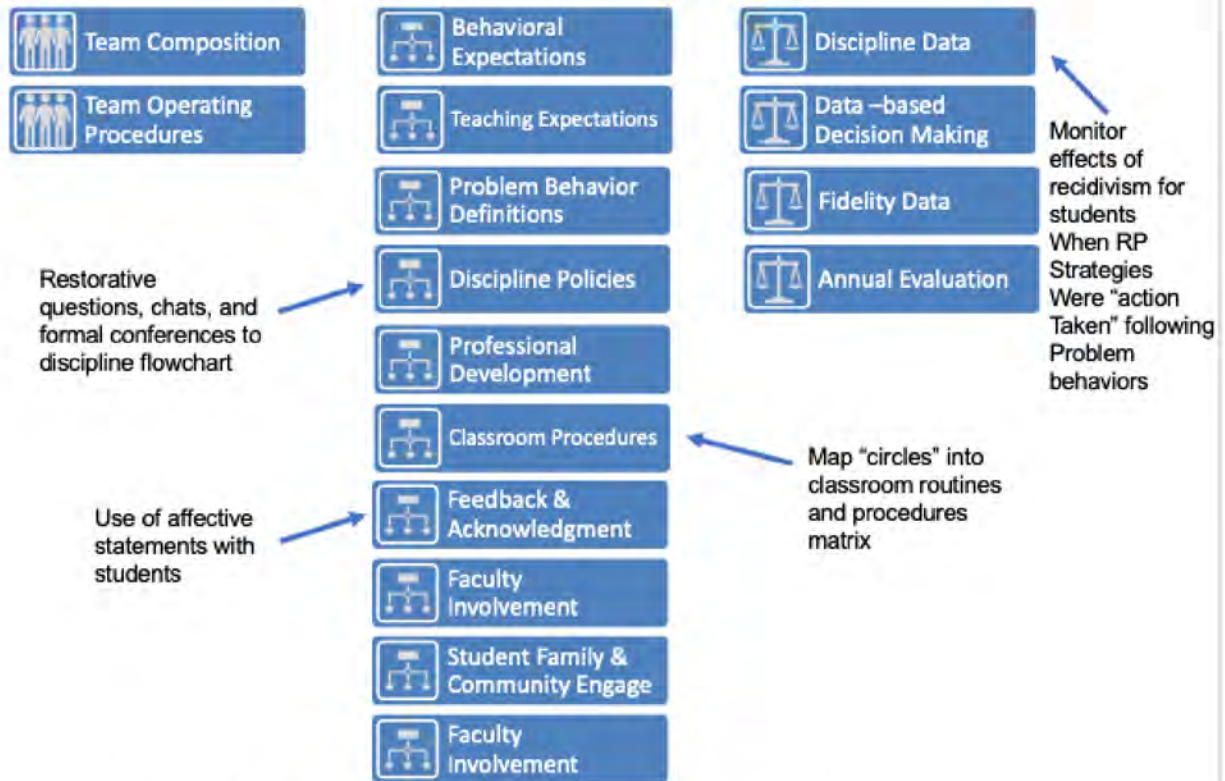 Team Composition
Team Operating
Procedures
Behavioral
Expectations
Teaching Expectations
Problem Behavior
Definitions
Discipline Policies
Professional
Development
Classroom Procedures
Feedback &
Acknowledgment
Faculty
Involvement
Student Family &
Community Engage
Faculty
Involvement
Discipline Data
Data –based
Decision Making
Fidelity Data
Annual Evaluation
Restorative
questions, chats, and
formal conferences to
discipline flowchart
Use of affective
statements with
students
Map “circles” into
classroom routines
and procedures
matrix
Monitor
effects of
recidivism for
students
When RP
Strategies
Were “action
Taken” following
Problem
behaviors